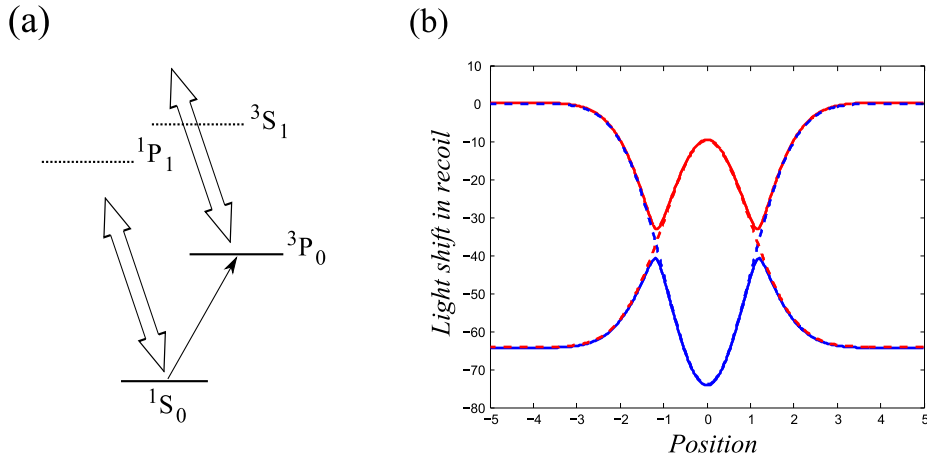 (a)
³S₁
¹P₁
³P₀
¹S₀
(b)
Light shift in recoil
10
0
−10
−20
−30
−40
−50
−60
−70
−80
−5 −4 −3 −2 −1 0 1 2 3 4 5
Position